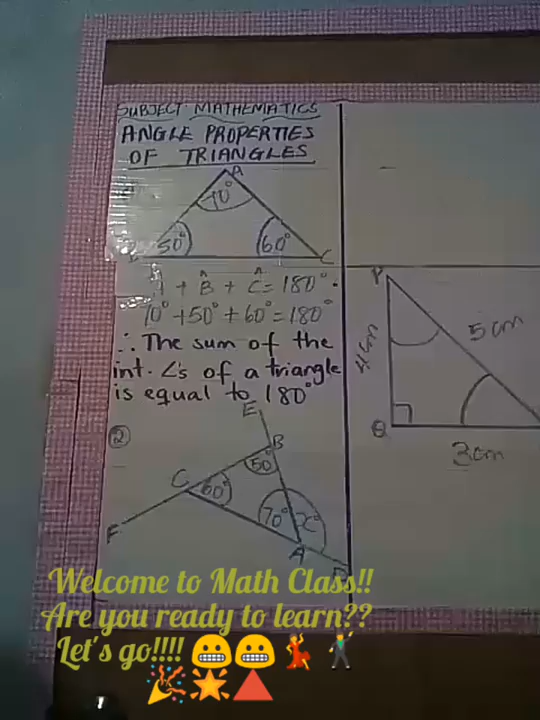 SUBJECT MATHEMATICS
ANGLE PROPERTIES
OF TRIANGLES
A
70°
50°
60°
C
+ B̂ + Ĉ = 180°.
70° + 50° + 60° = 180°
∴ The sum of the
int. ∠'s of a triangle
is equal to 180°
②
E
B
50°
C
60°
70°
x°
F
A
D
P
4cm
5cm
Q
3cm
Welcome to Math Class!!
Are you ready to learn??
Let's go!!!! 😬😬💃🚶
🎉🌟🔺